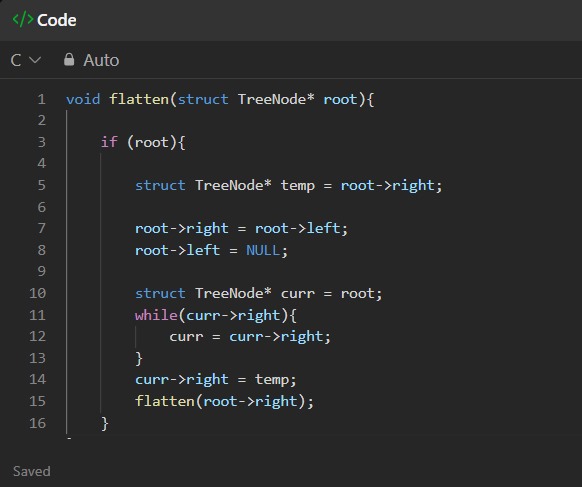 </> Code
C Auto
1 void flatten(struct TreeNode* root){
2
3 if (root){
4
5 struct TreeNode* temp = root->right;
6
7 root->right = root->left;
8 root->left = NULL;
9
10 struct TreeNode* curr = root;
11 while(curr->right){
12 curr = curr->right;
13 }
14 curr->right = temp;
15 flatten(root->right);
16 }
Saved